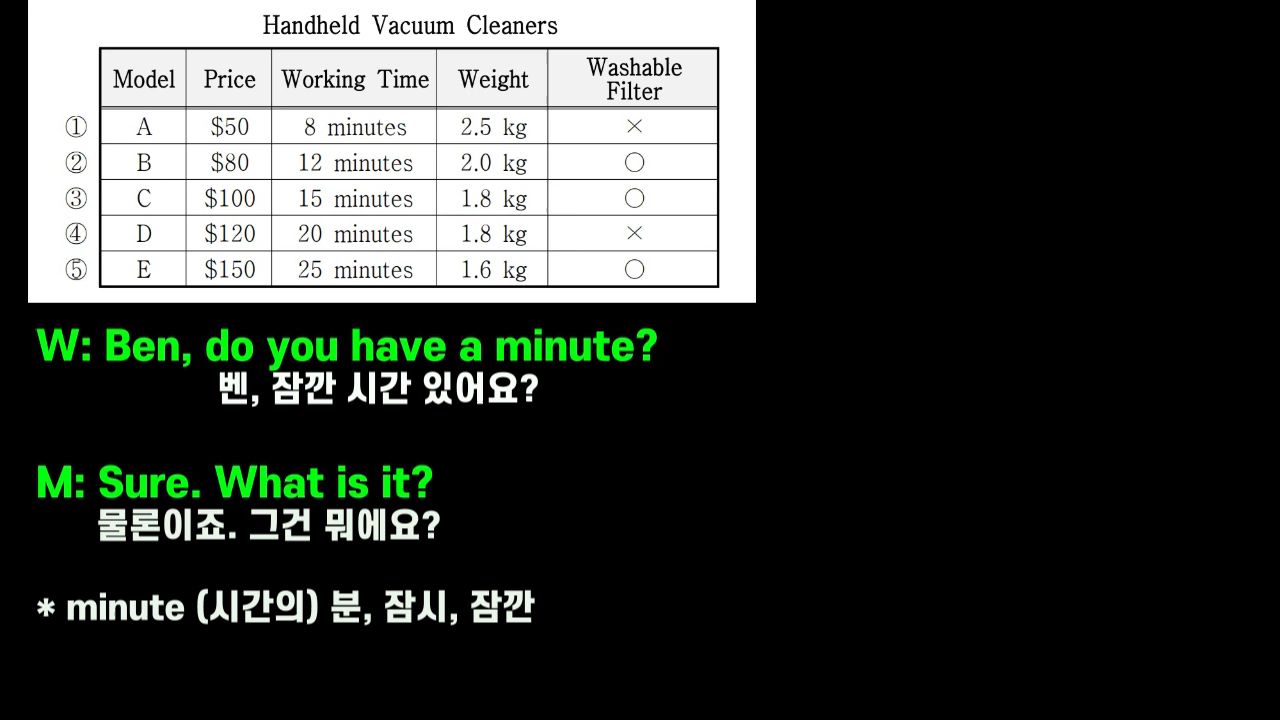 Handheld Vacuum Cleaners
Model Price Working Time Weight Washable Filter
① A $50 8 minutes 2.5 kg ×
② B $80 12 minutes 2.0 kg ○
③ C $100 15 minutes 1.8 kg ○
④ D $120 20 minutes 1.8 kg ×
⑤ E $150 25 minutes 1.6 kg ○
W: Ben, do you have a minute?
벤, 잠깐 시간 있어요?
M: Sure. What is it?
물론이죠. 그건 뭐에요?
* minute (시간의) 분, 잠시, 잠깐